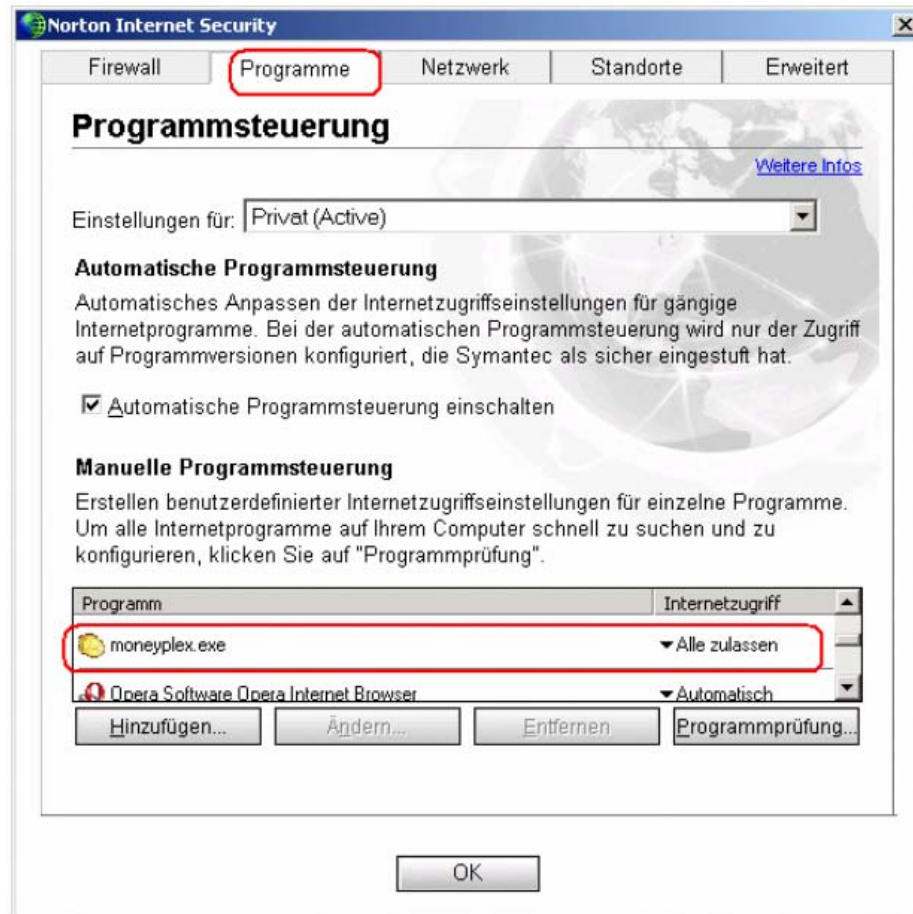 Norton Internet Security
Firewall Programme Netzwerk Standorte Erweitert
Programmsteuerung
Weitere Infos
Einstellungen für: Privat (Active)
Automatische Programmsteuerung
Automatisches Anpassen der Internetzugriffseinstellungen für gängige
Internetprogramme. Bei der automatischen Programmsteuerung wird nur der Zugriff
auf Programmversionen konfiguriert, die Symantec als sicher eingestuft hat.
Automatische Programmsteuerung einschalten
Manuelle Programmsteuerung
Erstellen benutzerdefinierter Internetzugriffseinstellungen für einzelne Programme.
Um alle Internetprogramme auf Ihrem Computer schnell zu suchen und zu
konfigurieren, klicken Sie auf "Programmprüfung".
Programm Internetzugriff
moneyplex.exe Alle zulassen
Opera Software Opera Internet Browser Automatisch
Hinzufügen... Ändern... Entfernen Programmprüfung...
OK